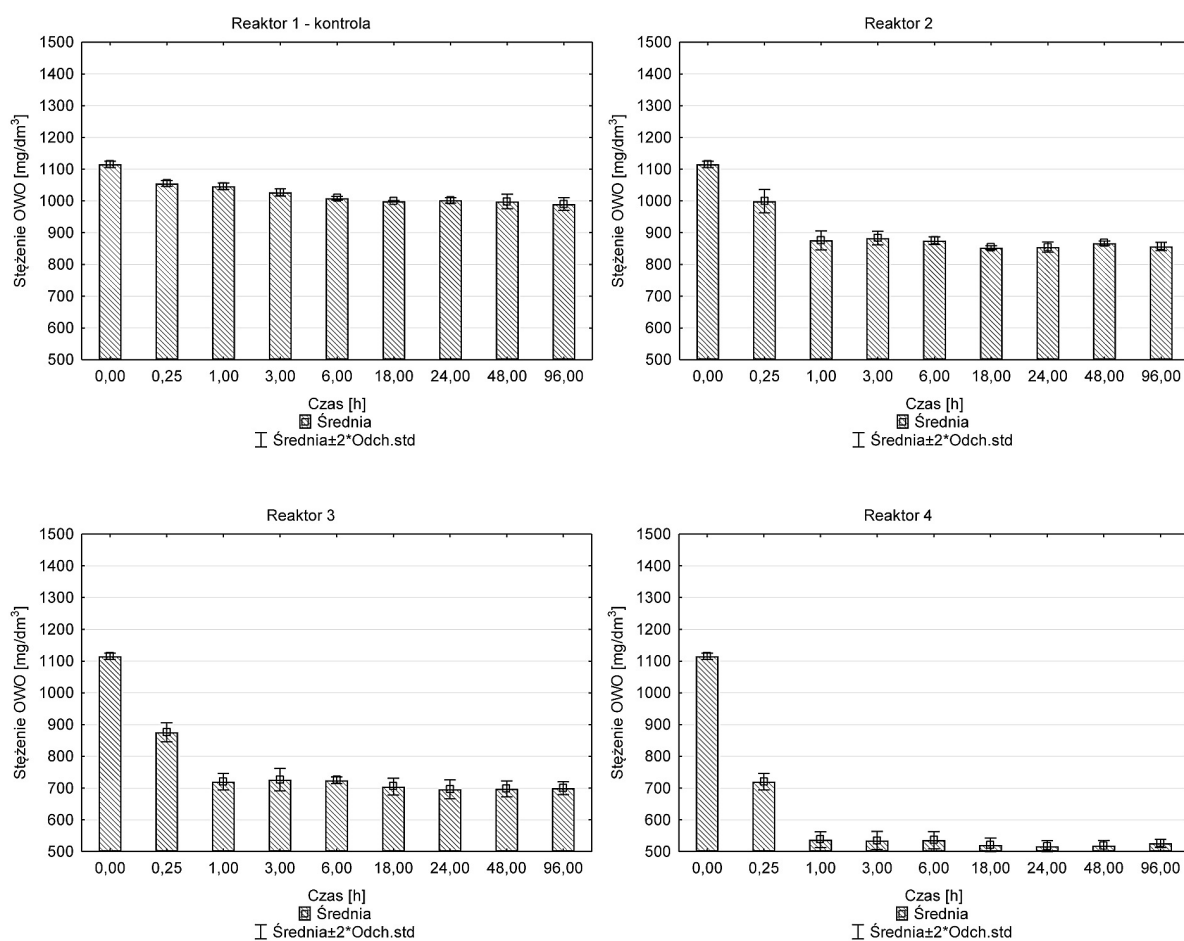 Reaktor 1 - kontrola
1500
1400
1300
1200
1100
1000
900
800
700
600
500
Stężenie OWO [mg/dm³]
0,00 0,25 1,00 3,00 6,00 18,00 24,00 48,00 96,00
Czas [h]
Średnia
Średnia±2*Odch.std
Reaktor 2
1500
1400
1300
1200
1100
1000
900
800
700
600
500
Stężenie OWO [mg/dm³]
0,00 0,25 1,00 3,00 6,00 18,00 24,00 48,00 96,00
Czas [h]
Średnia
Średnia±2*Odch.std
Reaktor 3
1500
1400
1300
1200
1100
1000
900
800
700
600
500
Stężenie OWO [mg/dm³]
0,00 0,25 1,00 3,00 6,00 18,00 24,00 48,00 96,00
Czas [h]
Średnia
Średnia±2*Odch.std
Reaktor 4
1500
1400
1300
1200
1100
1000
900
800
700
600
500
Stężenie OWO [mg/dm³]
0,00 0,25 1,00 3,00 6,00 18,00 24,00 48,00 96,00
Czas [h]
Średnia
Średnia±2*Odch.std